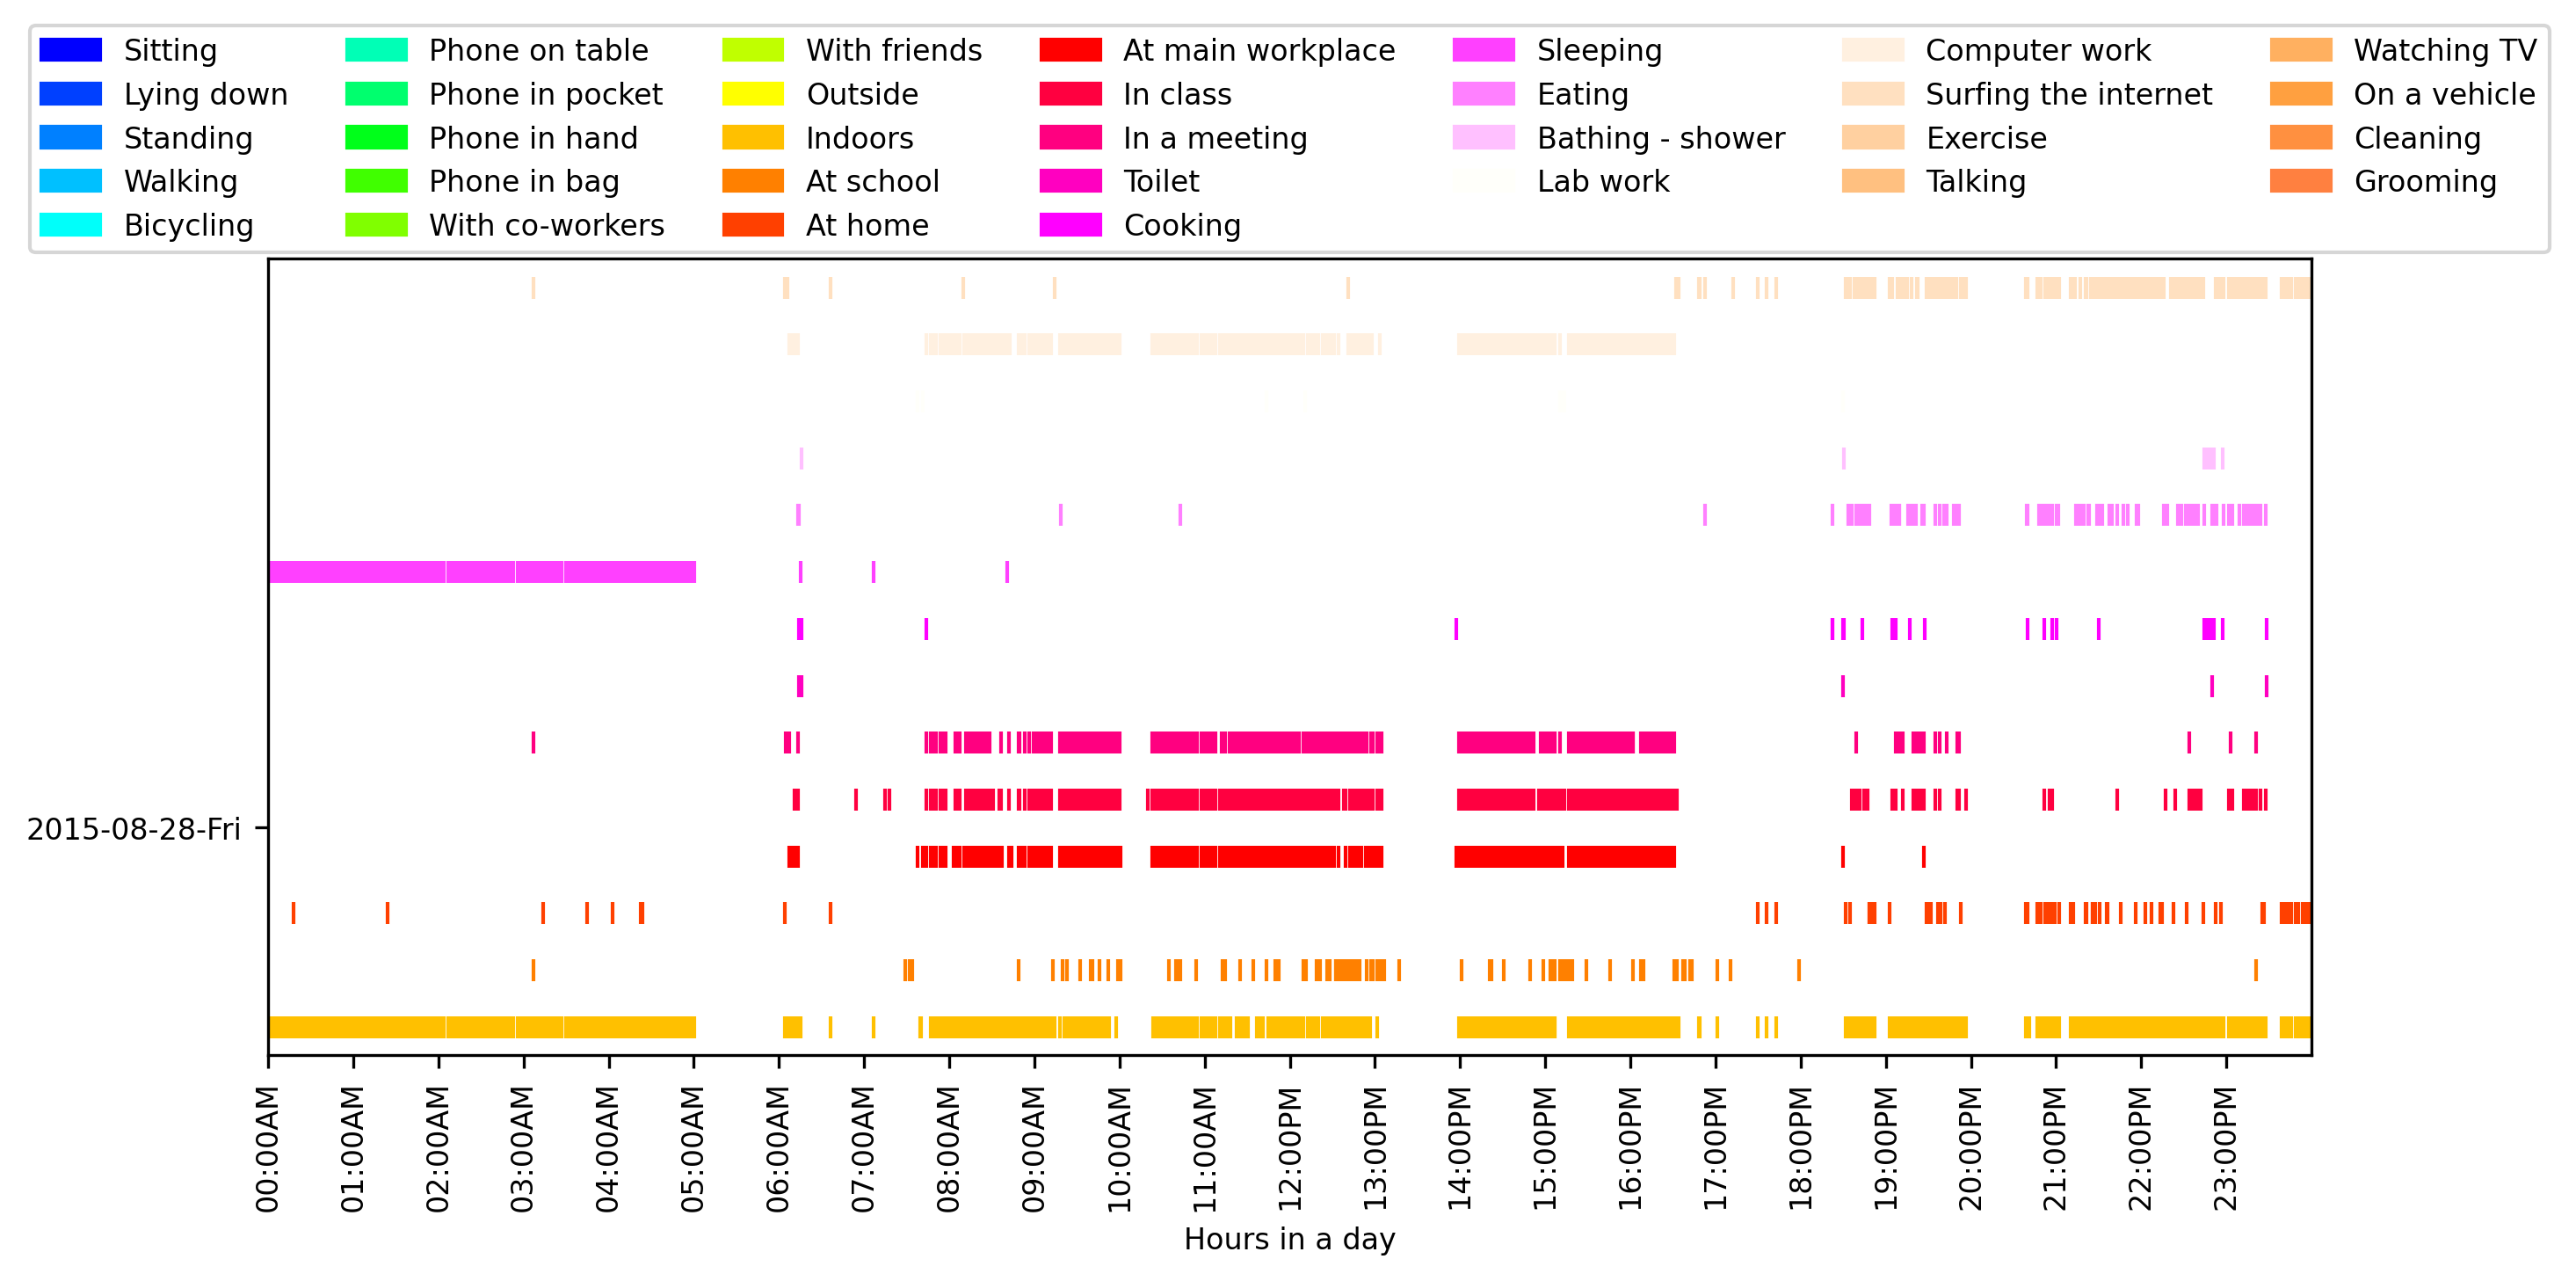 Sitting Phone on table With friends At main workplace Sleeping Computer work Watching TV
Lying down Phone in pocket Outside In class Eating Surfing the internet On a vehicle
Standing Phone in hand Indoors In a meeting Bathing - shower Exercise Cleaning
Walking Phone in bag At school Toilet Lab work Talking Grooming
Bicycling With co-workers At home Cooking
2015-08-28-Fri
00:00AM
01:00AM
02:00AM
03:00AM
04:00AM
05:00AM
06:00AM
07:00AM
08:00AM
09:00AM
10:00AM
11:00AM
12:00PM
13:00PM
14:00PM
15:00PM
16:00PM
17:00PM
18:00PM
19:00PM
20:00PM
21:00PM
22:00PM
23:00PM
Hours in a day